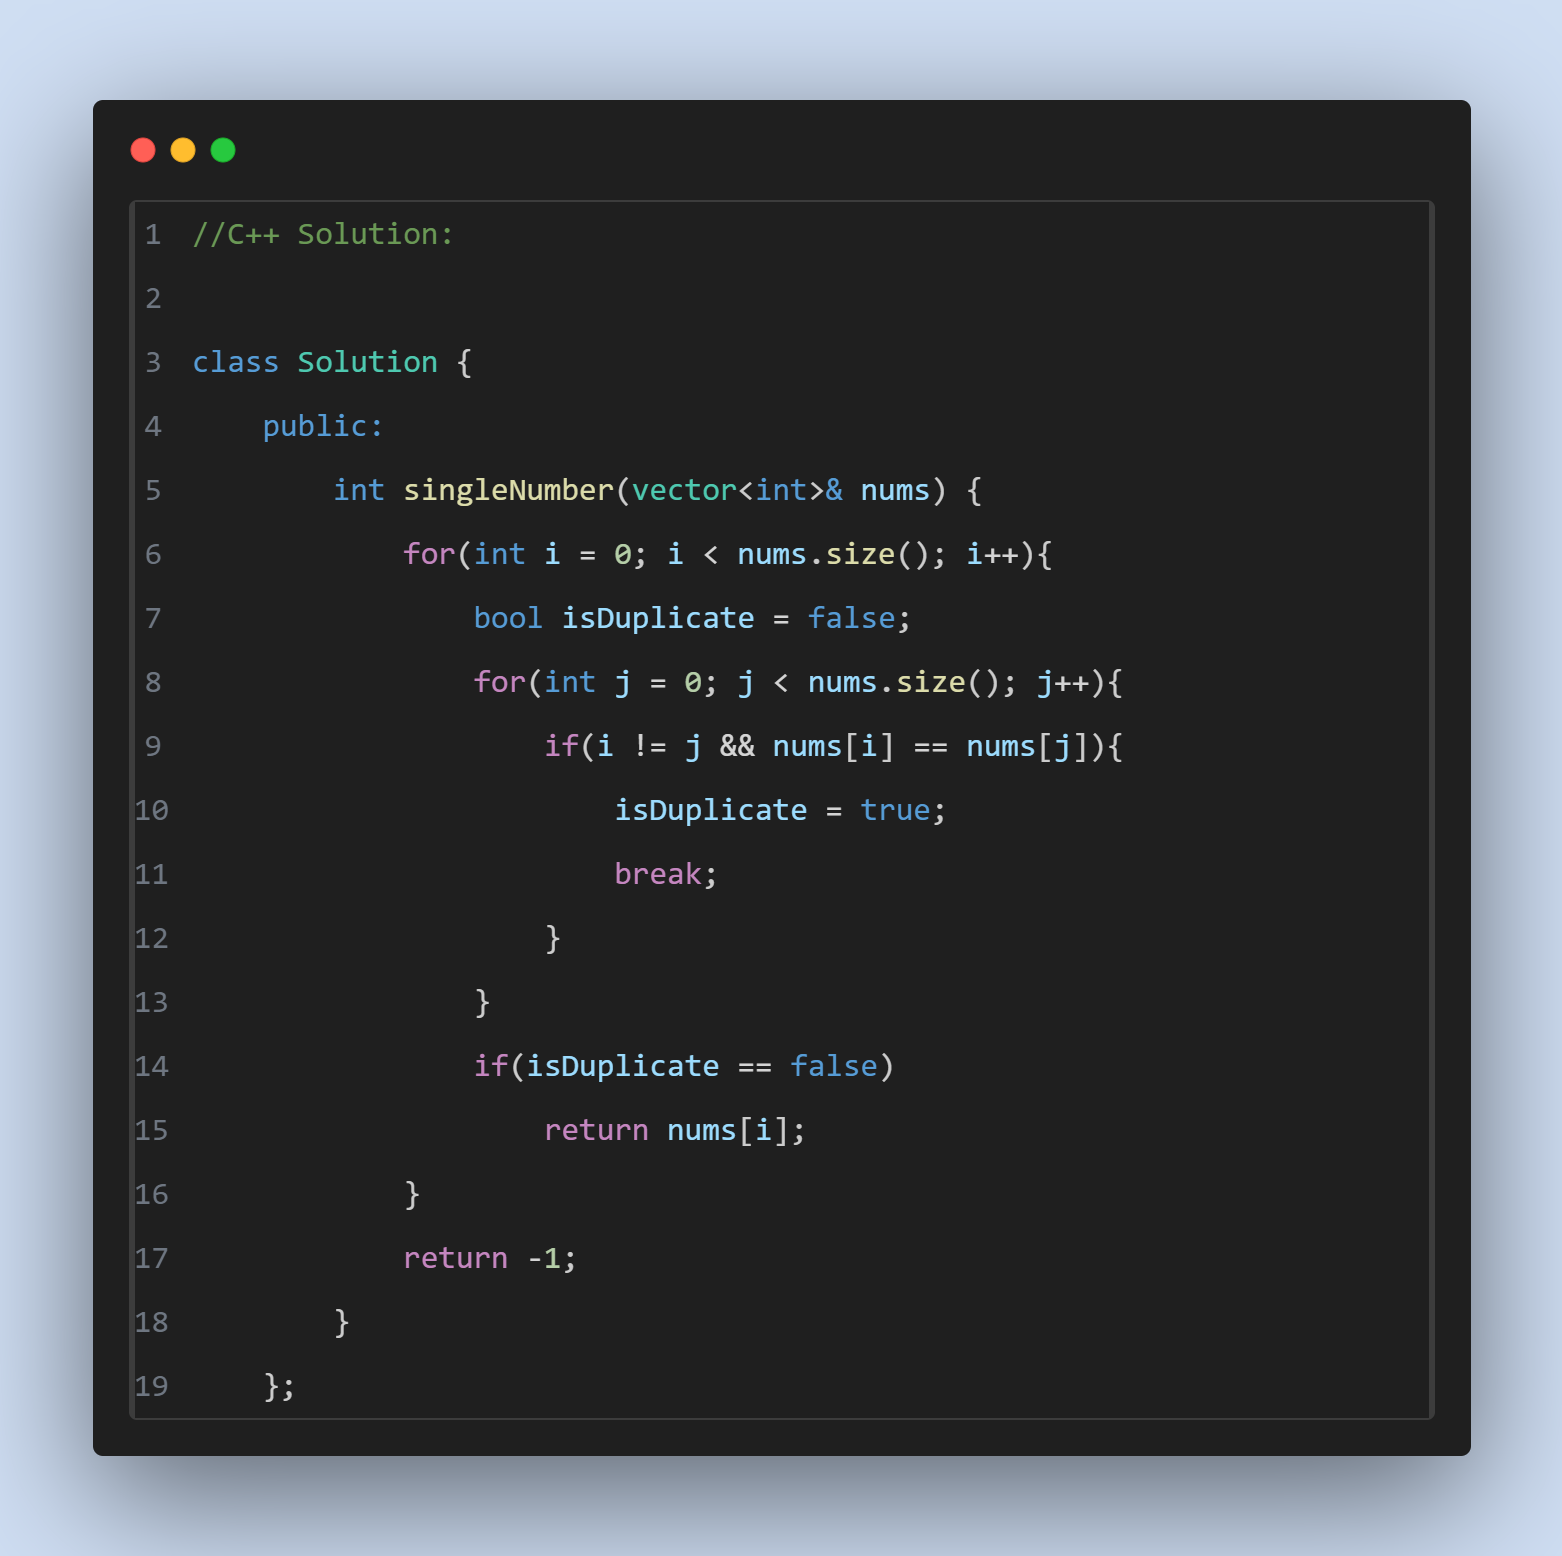 1 //C++ Solution:
2
3 class Solution {
4     public:
5         int singleNumber(vector<int>& nums) {
6             for(int i = 0; i < nums.size(); i++){
7                 bool isDuplicate = false;
8                 for(int j = 0; j < nums.size(); j++){
9                     if(i != j && nums[i] == nums[j]){
10                         isDuplicate = true;
11                         break;
12                     }
13                 }
14                 if(isDuplicate == false)
15                     return nums[i];
16             }
17             return -1;
18         }
19     };